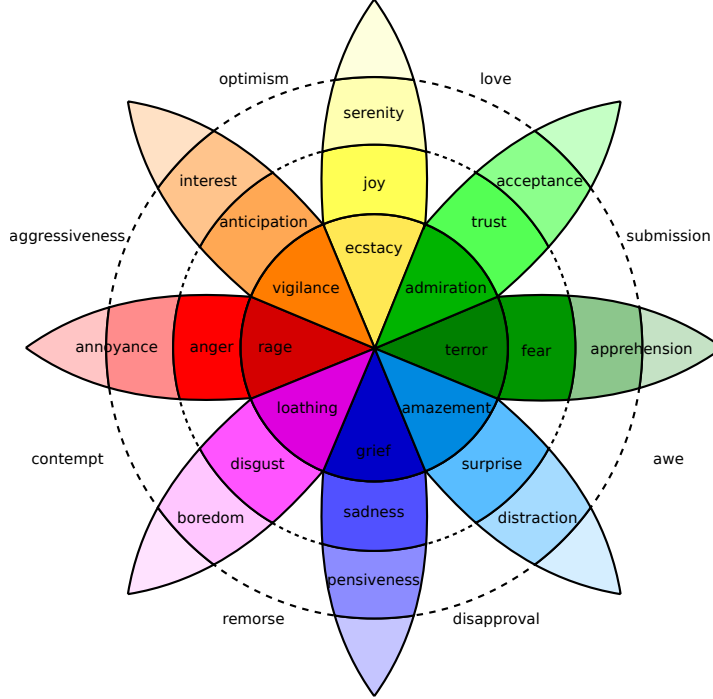 optimism
love
serenity
interest
acceptance
joy
anticipation
trust
aggressiveness
submission
ecstacy
vigilance
admiration
annoyance
anger
rage
terror
fear
apprehension
loathing
amazement
contempt
disgust
grief
surprise
awe
boredom
sadness
distraction
pensiveness
remorse
disapproval